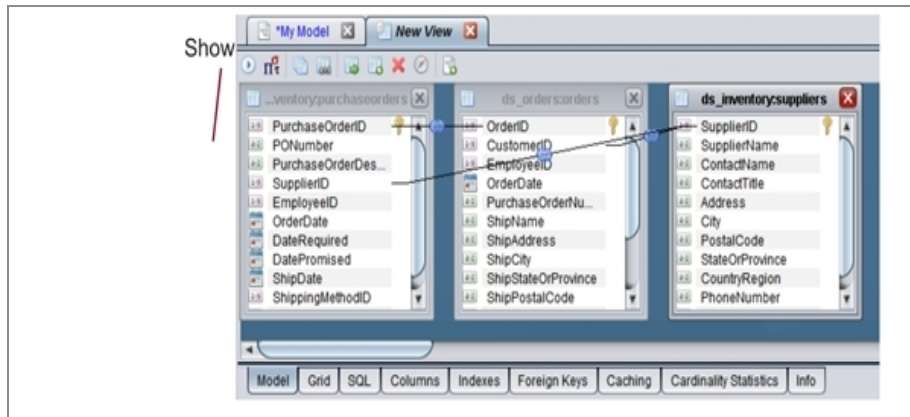 *My Model
New View
Show
...ventory:purchaseorders
ds_orders:orders
ds_inventory:suppliers
PurchaseOrderID
PONumber
PurchaseOrderDes...
SupplierID
EmployeeID
OrderDate
DateRequired
DatePromised
ShipDate
ShippingMethodID
OrderID
CustomerID
EmployeeID
OrderDate
PurchaseOrderNu...
ShipName
ShipAddress
ShipCity
ShipStateOrProvince
ShipPostalCode
SupplierID
SupplierName
ContactName
ContactTitle
Address
City
PostalCode
StateOrProvince
CountryRegion
PhoneNumber
Model Grid SQL Columns Indexes Foreign Keys Caching Cardinality Statistics Info